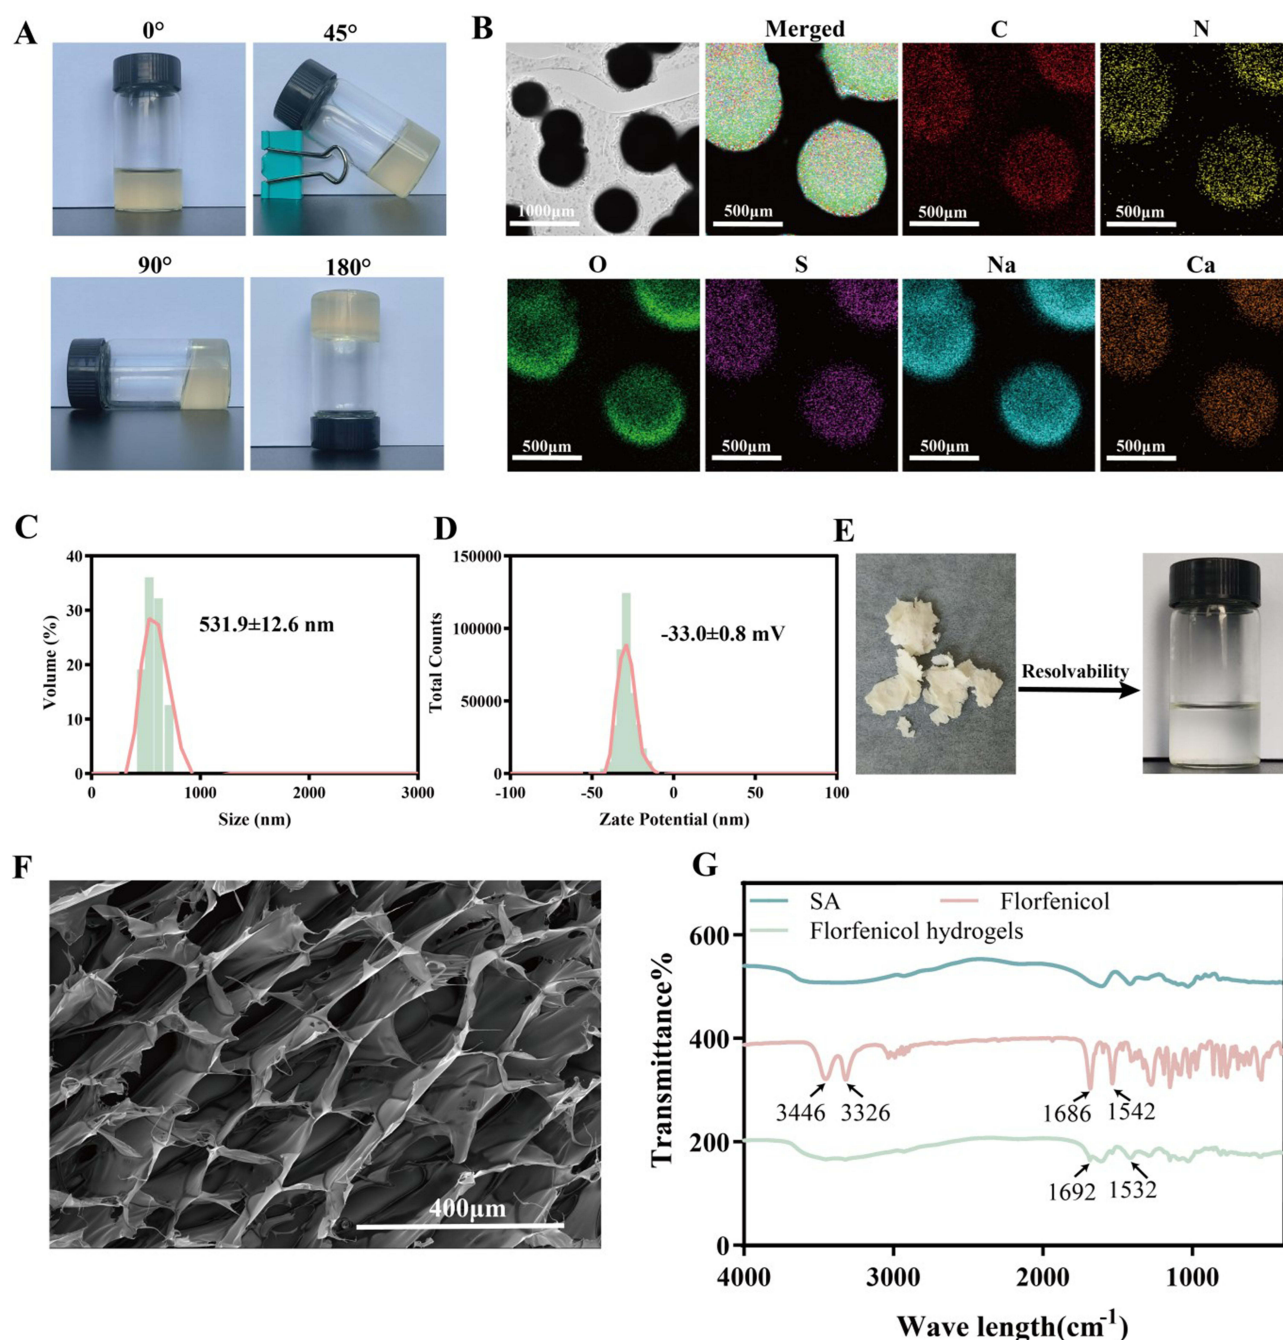 A
0°
45°
90°
180°
B
Merged
C
N
1000μm
500μm
500μm
500μm
O
S
Na
Ca
500μm
500μm
500μm
500μm
C
40
30
20
10
0
Volume (%)
531.9±12.6 nm
0
1000
2000
3000
Size (nm)
D
150000
100000
50000
0
Total Counts
-33.0±0.8 mV
-100
-50
0
50
100
Zate Potential (nm)
E
Resolvability
F
400μm
G
SA
Florfenicol
Florfenicol hydrogels
600
400
200
0
Transmittance%
3446
3326
1686
1542
1692
1532
4000
3000
2000
1000
Wave length(cm⁻¹)